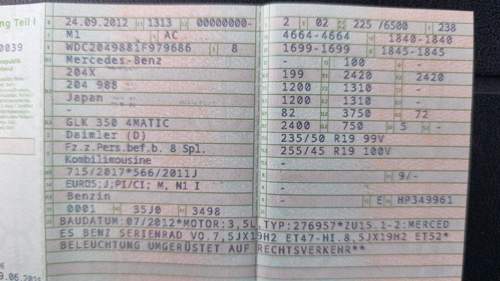 ng Teil I
0039
24.09.2012 1313 00000000- 2 02 225 /6500 238
M1 AC 4664-4664 1840-1840
WDC2049881F979686 8 1699-1699 1845-1845
Mercedes-Benz - 100 -
204X 199 2420 2420
204 988 1200 1310 -
Japan 1200 1310 -
- 82 3750 72
GLK 350 4MATIC 2400 750 5 -
Daimler (D) 235/50 R19 99V
Fz.z.Pers.bef.b. 8 Spl. 255/45 R19 100V
Kombilimousine -
715/2007*566/2011J - 9/-
EURO5;J;PI/CI; M, N1 I -
Benzin - E HP349961
0001 35J0 3498
BAUDATUM:07/2012*MOTOR:3,5L,TYP:276957*ZU15.1-2:MERCED
ES BENZ SERIENRAD VO.7,5JX19H2 ET47-HI.8,5JX19H2 ET52*
BELEUCHTUNG UMGERÜSTET AUF RECHTSVERKEHR**